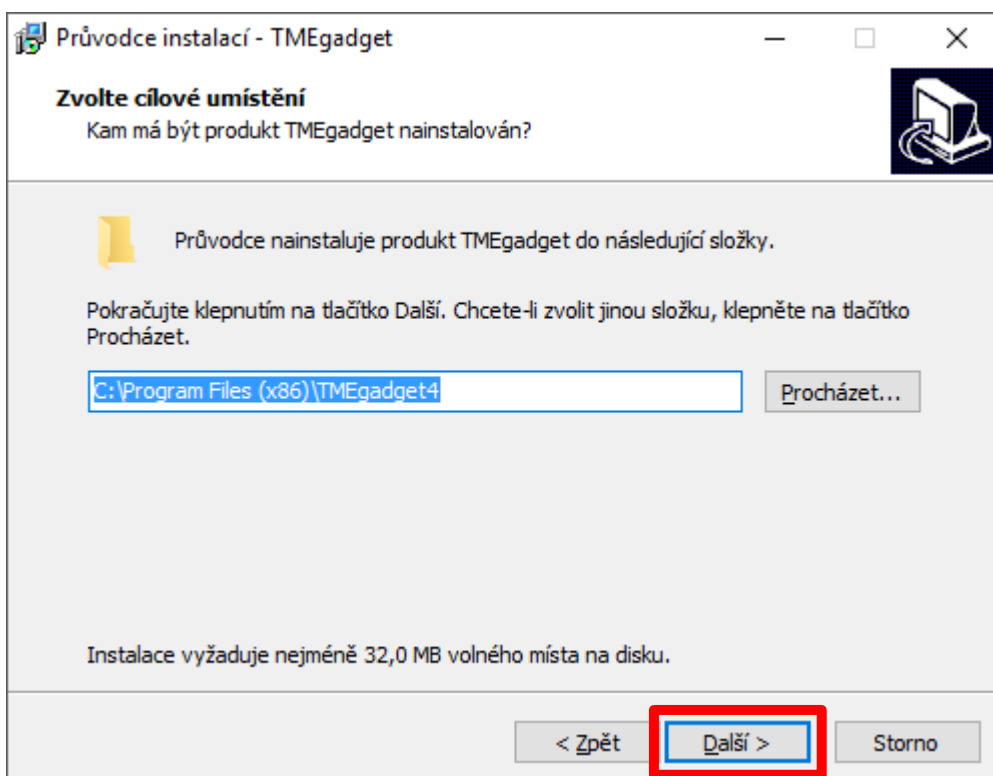 Průvodce instalací - TMEgadget
Zvolte cílové umístění
Kam má být produkt TMEgadget nainstalován?
Průvodce nainstaluje produkt TMEgadget do následující složky.
Pokračujte klepnutím na tlačítko Další. Chcete-li zvolit jinou složku, klepněte na tlačítko
Procházet.
C:\Program Files (x86)\TMEgadget4
Procházet...
Instalace vyžaduje nejméně 32,0 MB volného místa na disku.
< Zpět
Další >
Storno